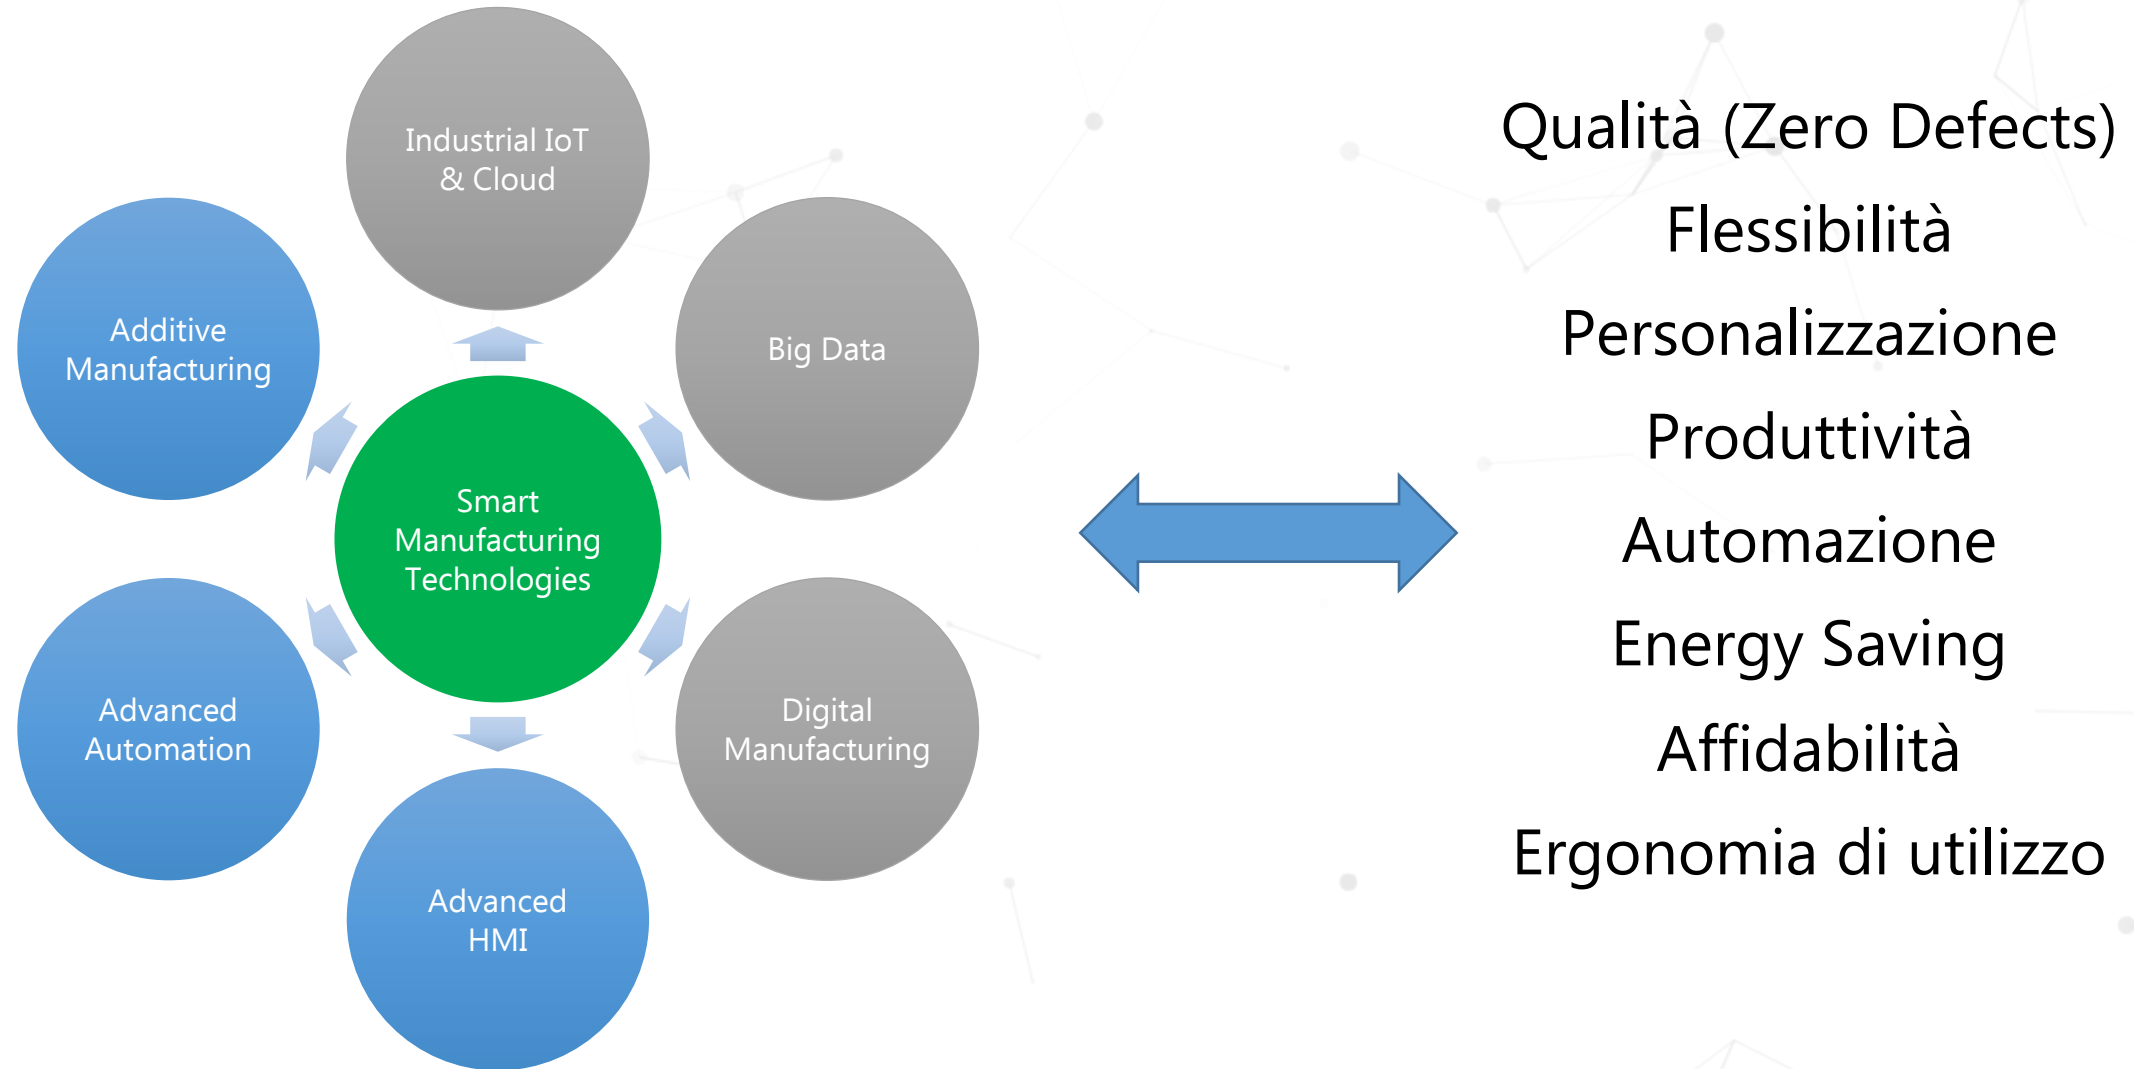 Industrial IoT
& Cloud
Additive
Manufacturing
Big Data
Smart
Manufacturing
Technologies
Advanced
Automation
Digital
Manufacturing
Advanced
HMI
Qualità (Zero Defects)
Flessibilità
Personalizzazione
Produttività
Automazione
Energy Saving
Affidabilità
Ergonomia di utilizzo